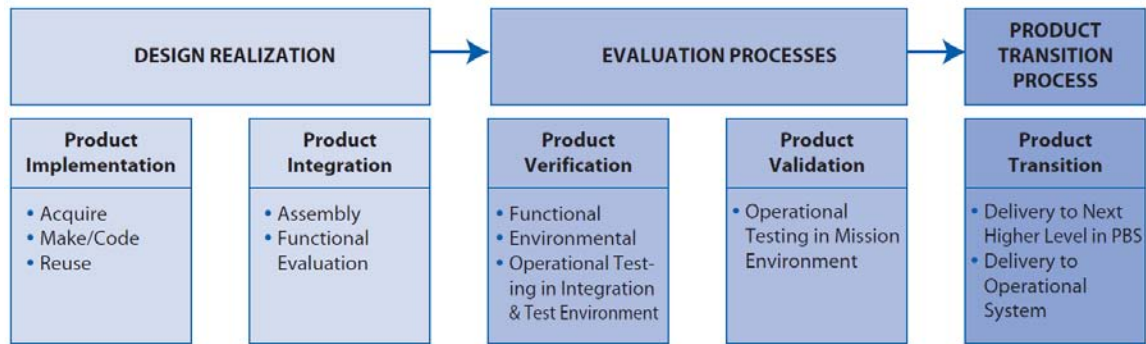 DESIGN REALIZATION
EVALUATION PROCESSES
PRODUCT
TRANSITION
PROCESS
Product
Implementation
• Acquire
• Make/Code
• Reuse
Product
Integration
• Assembly
• Functional
Evaluation
Product
Verification
• Functional
• Environmental
• Operational Test-
ing in Integration
& Test Environment
Product
Validation
• Operational
Testing in Mission
Environment
Product
Transition
• Delivery to Next
Higher Level in PBS
• Delivery to
Operational
System